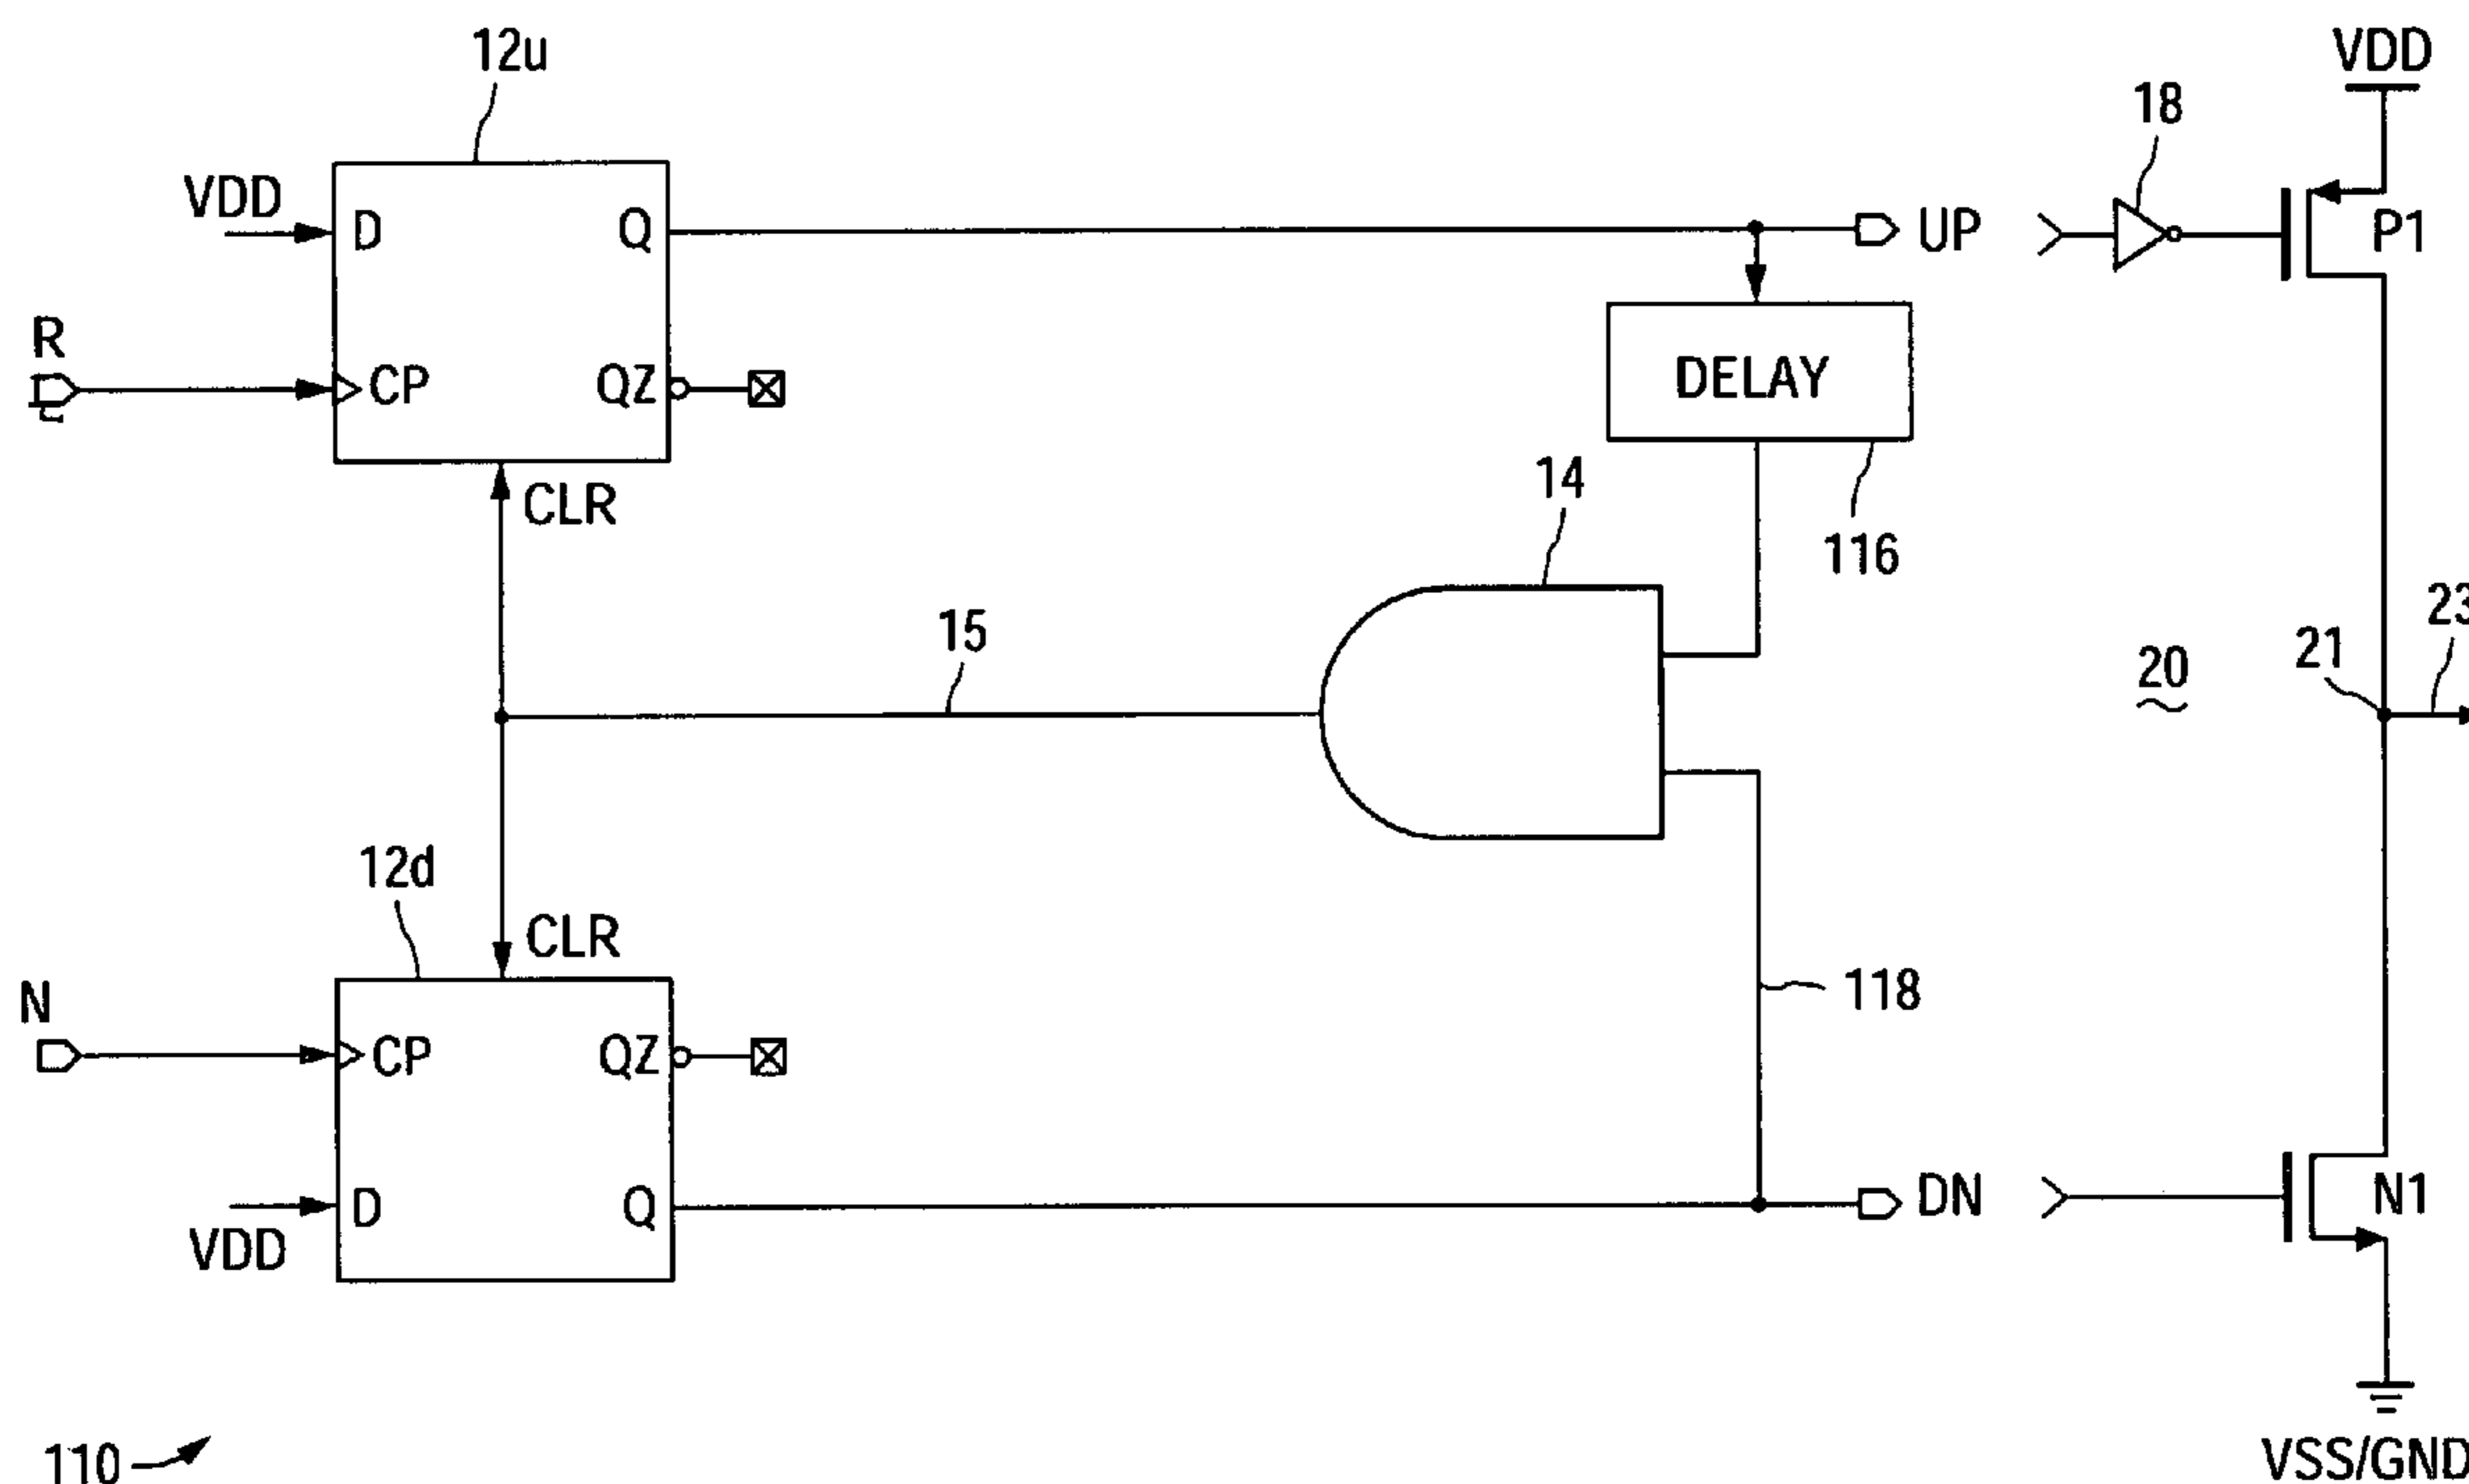 12u
VDD
18
VDD
D
Q
UP
P1
R
CP
QZ
DELAY
CLR
14
116
15
20
21
23
12d
CLR
118
N
CP
QZ
D
Q
DN
N1
VDD
110
VSS/GND